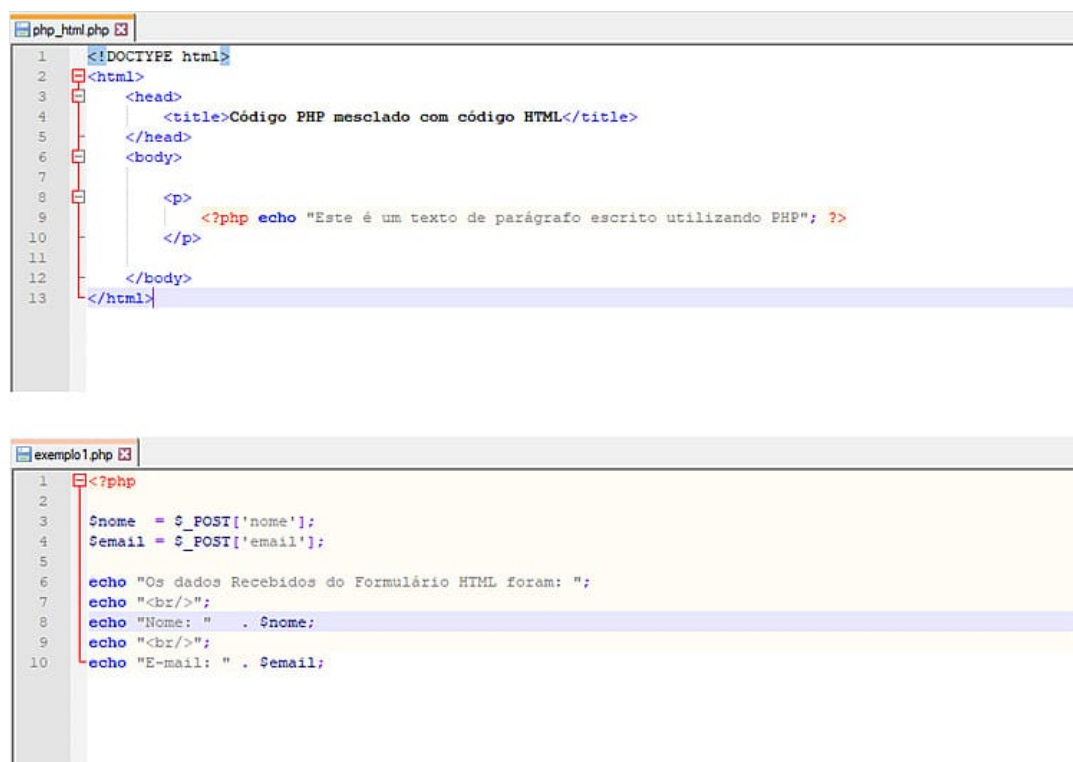 php_html.php
1 <!DOCTYPE html>
2 <html>
3 <head>
4 <title>Código PHP mesclado com código HTML</title>
5 </head>
6 <body>
7
8 <p>
9 <?php echo "Este é um texto de parágrafo escrito utilizando PHP"; ?>
10 </p>
11
12 </body>
13 </html>
exemplo1.php
1 <?php
2
3 $nome = $_POST['nome'];
4 $email = $_POST['email'];
5
6 echo "Os dados Recebidos do Formulário HTML foram: ";
7 echo "<br/>";
8 echo "Nome: " . $nome;
9 echo "<br/>";
10 echo "E-mail: " . $email;